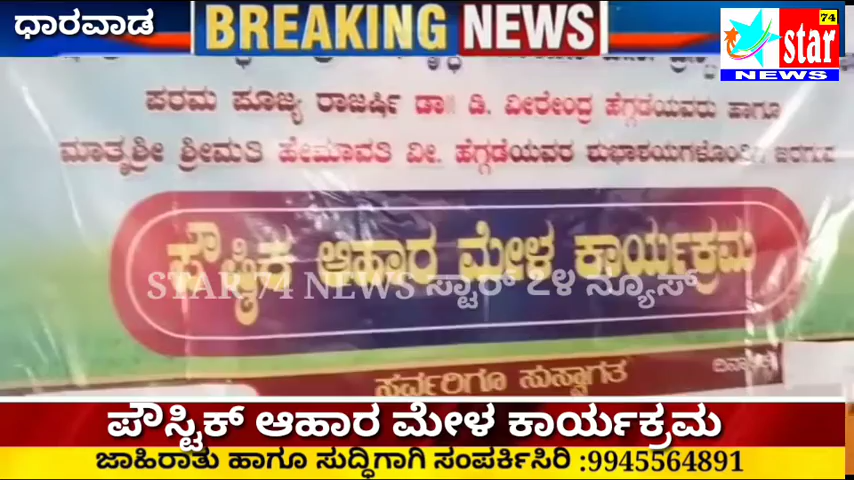 ಧಾರವಾಡ
BREAKING NEWS
74
star
NEWS
ಪರಮ ಪೂಜ್ಯ ರಾಜರ್ಷಿ ಡಾ॥ ಡಿ. ವೀರೇಂದ್ರ ಹೆಗ್ಗಡೆಯವರು ಹಾಗೂ
ಮಾತೃಶ್ರೀ ಶ್ರೀಮತಿ ಹೇಮಾವತಿ ವೀ. ಹೆಗ್ಗಡೆಯವರ ಶುಭಾಶಯಗಳೊಂದಿಗೆ
ಪೌಷ್ಟಿಕ ಆಹಾರ ಮೇಳ ಕಾರ್ಯಕ್ರಮ
STAR 74 NEWS ಸ್ಟಾರ್ ೭೪ ನ್ಯೂಸ್
ಸರ್ವರಿಗೂ ಸುಸ್ವಾಗತ
ಪೌಸ್ಟಿಕ್ ಆಹಾರ ಮೇಳ ಕಾರ್ಯಕ್ರಮ
ಜಾಹಿರಾತು ಹಾಗೂ ಸುದ್ಧಿಗಾಗಿ ಸಂಪರ್ಕಿಸಿರಿ :9945564891